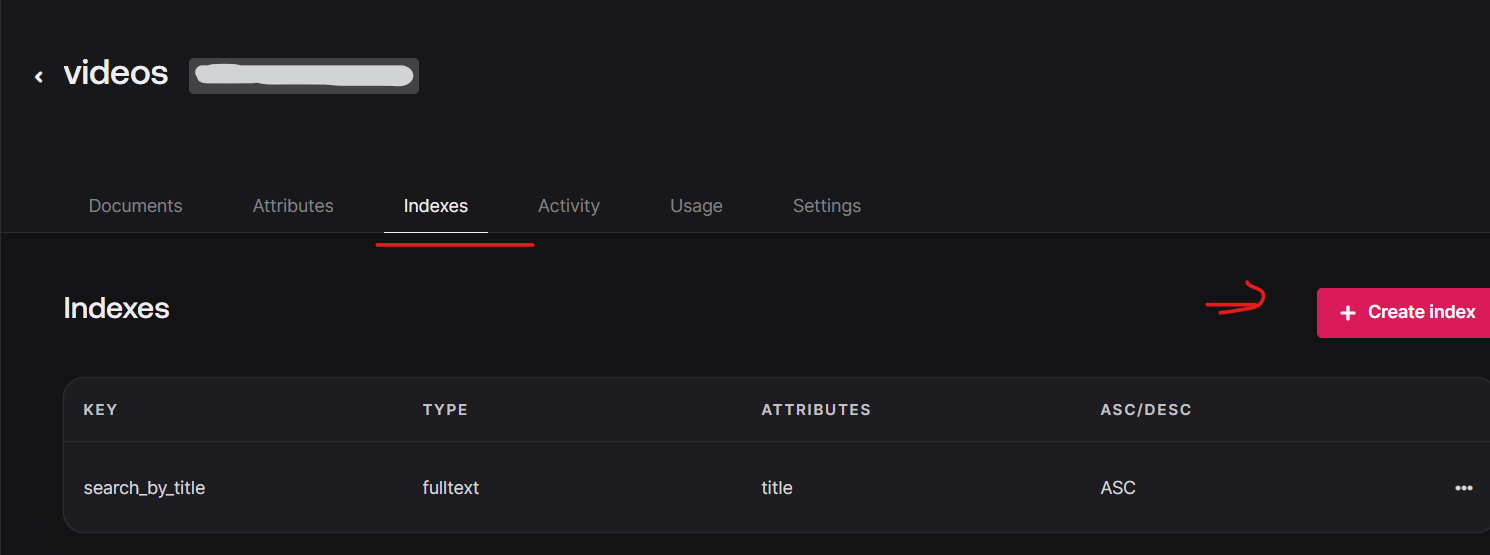 videos
Documents Attributes Indexes Activity Usage Settings
Indexes
Create index
KEY TYPE ATTRIBUTES ASC/DESC
search_by_title fulltext title ASC